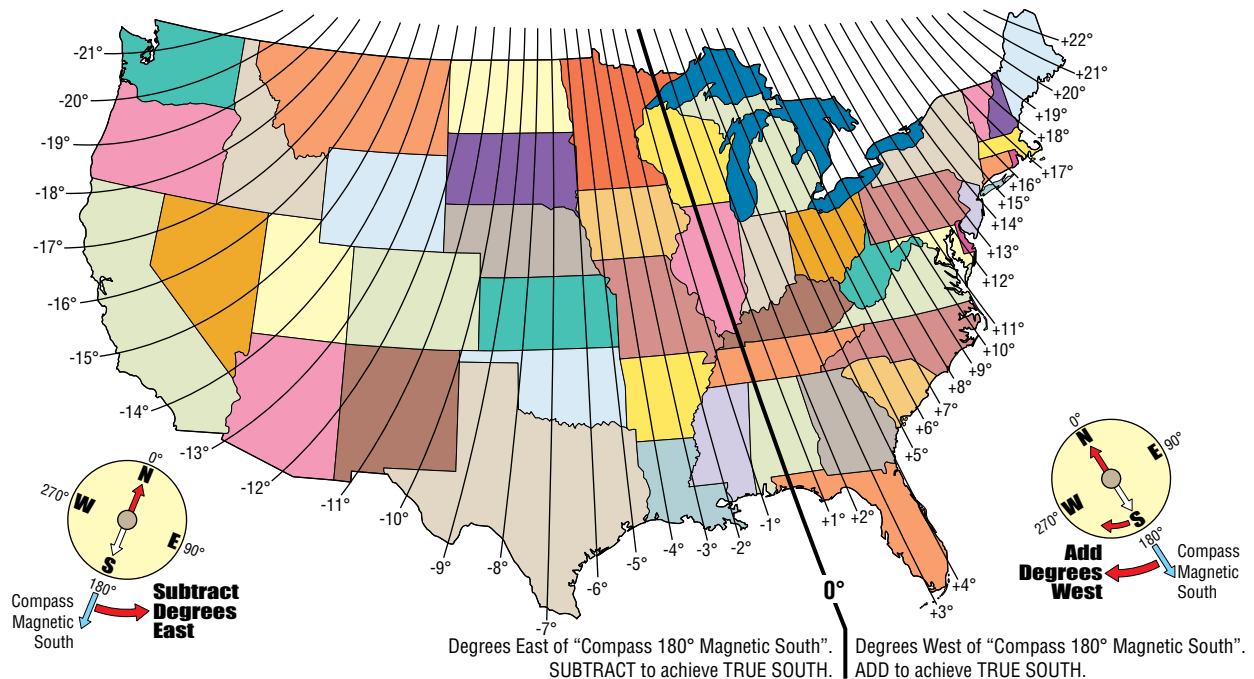 -21°
-20°
-19°
-18°
-17°
-16°
-15°
-14°
-13°
-12°
-11°
-10°
-9°
-8°
-7°
-6°
-5°
-4°
-3°
-2°
-1°
0°
+1°
+2°
+3°
+4°
+5°
+6°
+7°
+8°
+9°
+10°
+11°
+12°
+13°
+14°
+15°
+16°
+17°
+18°
+19°
+20°
+21°
+22°
0°
N
270°
W
E
90°
S
180°
Compass
Magnetic
South
Subtract
Degrees
East
0°
N
90°
E
W
270°
S
180°
Add
Degrees
West
Compass
Magnetic
South
Degrees East of “Compass 180° Magnetic South”.
SUBTRACT to achieve TRUE SOUTH.
Degrees West of “Compass 180° Magnetic South”.
ADD to achieve TRUE SOUTH.